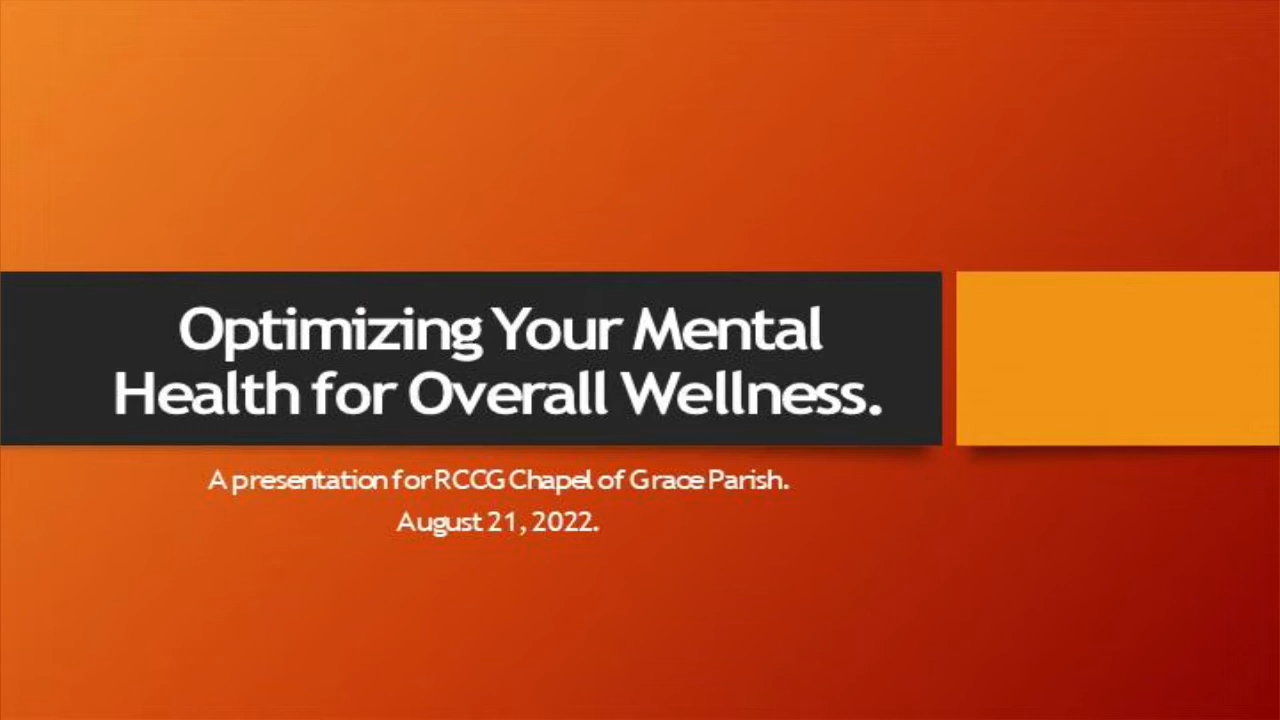 Optimizing Your Mental
Health for Overall Wellness.
A presentation for RCCG Chapel of Grace Parish.
August 21, 2022.